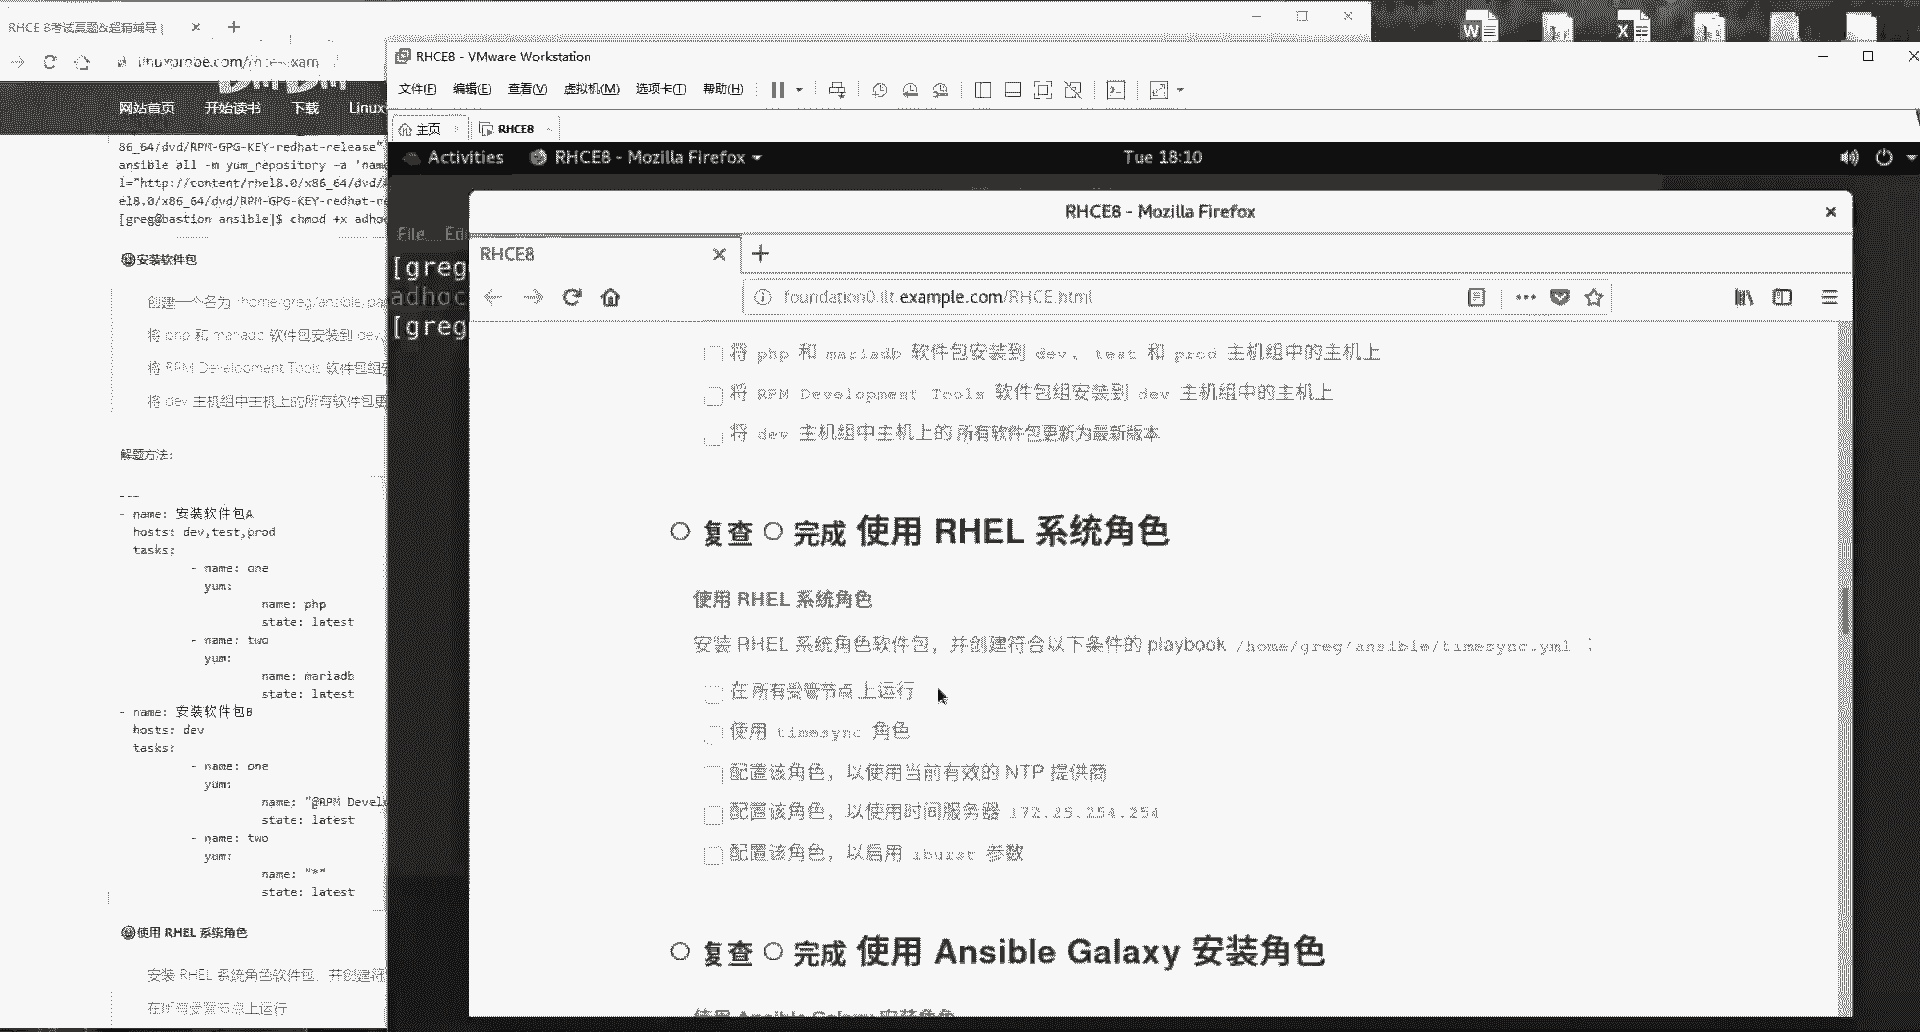 RHCE 8考试真题&超精辅导 |
网站首页 开始读书 下载 Linux
86_64/dvd/RPM-GPG-KEY-redhat-release"
ansible all -m yum_repository -a 'name
l="http://content/rhel8.0/x86_64/dvd/
el8.0/x86_64/dvd/RPM-GPG-KEY-redhat-re
[greg@bastion ansible]$ chmod +x adhoc
安装软件包
创建一个名为 /home/greg/ansible/pa
将 php 和 mariadb 软件包安装到 dev
将 RPM Development Tools 软件包组安
将 dev 主机组中主机上的所有软件包更
解题方法:
---
- name: 安装软件包A
hosts: dev,test,prod
tasks:
- name: one
yum:
name: php
state: latest
- name: two
yum:
name: mariadb
state: latest
- name: 安装软件包B
hosts: dev
tasks:
- name: one
yum:
name: "@RPM Develo
state: latest
- name: two
yum:
name: "*"
state: latest
使用 RHEL 系统角色
安装 RHEL 系统角色软件包，并创建符
在所有受管节点上运行
RHCE8 - VMware Workstation
文件(F) 编辑(E) 查看(V) 虚拟机(M) 选项卡(T) 帮助(H)
主页 RHCE8
Activities RHCE8 - Mozilla Firefox Tue 18:10
File Ed
[greg
adhoc
[greg
RHCE8 - Mozilla Firefox
RHCE8
foundation0.ilt.example.com/RHCE.html
将 php 和 mariadb 软件包安装到 dev、 test 和 prod 主机组中的主机上
将 RPM Development Tools 软件包组安装到 dev 主机组中的主机上
将 dev 主机组中主机上的 所有软件包更新为最新版本
复查 完成 使用 RHEL 系统角色
使用 RHEL 系统角色
安装 RHEL 系统角色软件包，并创建符合以下条件的 playbook /home/greg/ansible/timesync.yml ：
在 所有受管节点 上运行
使用 timesync 角色
配置该角色，以使用当前有效的 NTP 提供商
配置该角色，以使用时间服务器 172.25.254.254
配置该角色，以启用 iburst 参数
复查 完成 使用 Ansible Galaxy 安装角色
使用 Ansible Galaxy 安装角色